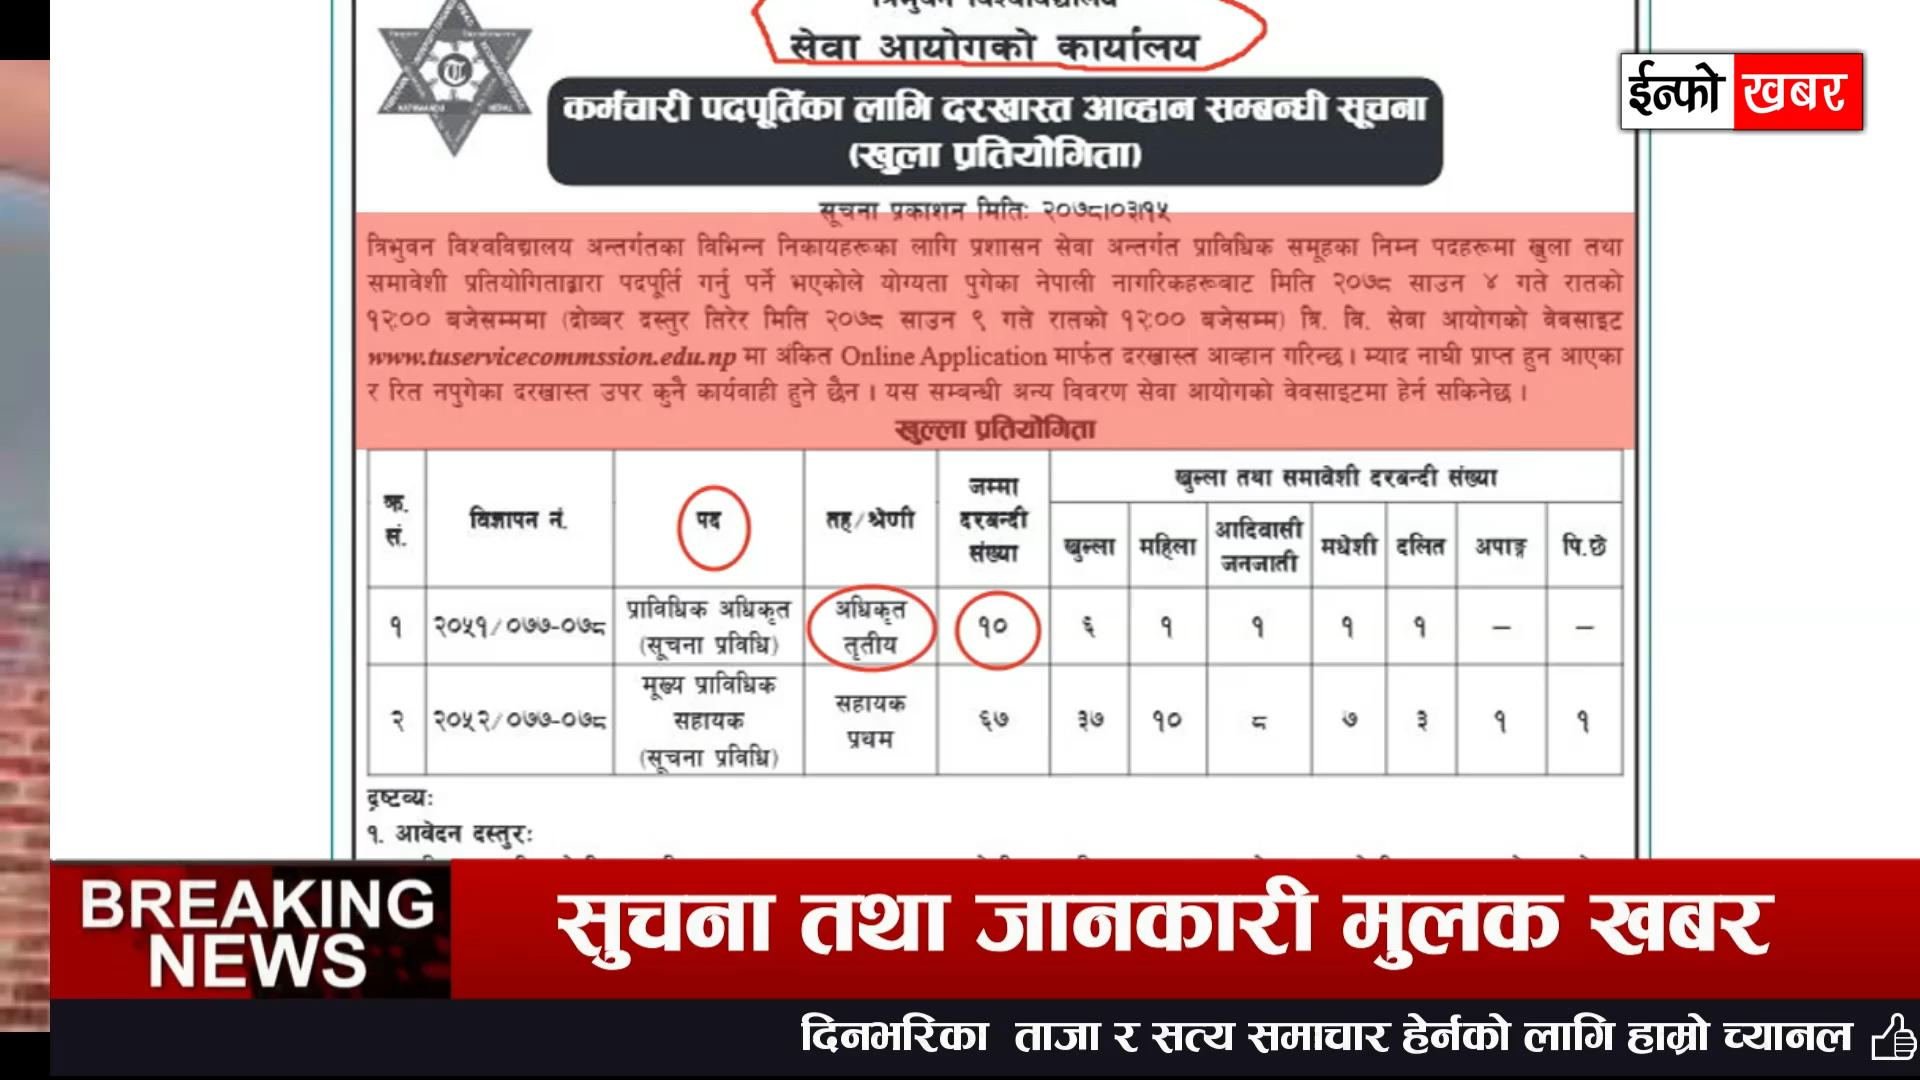 त्रिभुवन विश्वविद्यालय
सेवा आयोगको कार्यालय
कर्मचारी पदपूर्तिका लागि दरखास्त आव्हान सम्बन्धी सूचना
(खुला प्रतियोगिता)
ईन्फो खबर
सूचना प्रकाशन मितिः २०७८।०३।१५
त्रिभुवन विश्वविद्यालय अन्तर्गतका विभिन्न निकायहरूका लागि प्रशासन सेवा अन्तर्गत प्राविधिक समूहका निम्न पदहरूमा खुला तथा
समावेशी प्रतियोगिताद्वारा पदपूर्ति गर्नु पर्ने भएकोले योग्यता पुगेका नेपाली नागरिकहरूबाट मिति २०७८ साउन ४ गते रातको
१२:०० बजेसम्ममा (दोब्बर दस्तुर तिरेर मिति २०७८ साउन ९ गते रातको १२:०० बजेसम्म) त्रि. वि. सेवा आयोगको वेवसाइट
www.tuservicecommssion.edu.np मा अंकित Online Application मार्फत दरखास्त आव्हान गरिन्छ। म्याद नाघी प्राप्त हुन आएका
र रित नपुगेका दरखास्त उपर कुनै कार्यवाही हुने छैन। यस सम्बन्धी अन्य विवरण सेवा आयोगको वेवसाइटमा हेर्न सकिनेछ।
खुल्ला प्रतियोगिता
क्र. सं. विज्ञापन नं. पद तह/श्रेणी जम्मा दरबन्दी संख्या खुल्ला तथा समावेशी दरबन्दी संख्या
खुल्ला महिला आदिवासी जनजाती मधेशी दलित अपाङ्ग पि.छे
१ २०५१/०७७-०७८ प्राविधिक अधिकृत (सूचना प्रविधि) अधिकृत तृतीय १० ६ १ १ १ १ – –
२ २०५२/०७७-०७८ मूख्य प्राविधिक सहायक (सूचना प्रविधि) सहायक प्रथम ६७ ३७ १० ८ ७ ३ १ १
द्रष्टव्यः
१. आवेदन दस्तुरः
BREAKING
NEWS
सुचना तथा जानकारी मुलक खबर
दिनभरिका ताजा र सत्य समाचार हेर्नको लागि हाम्रो च्यानल